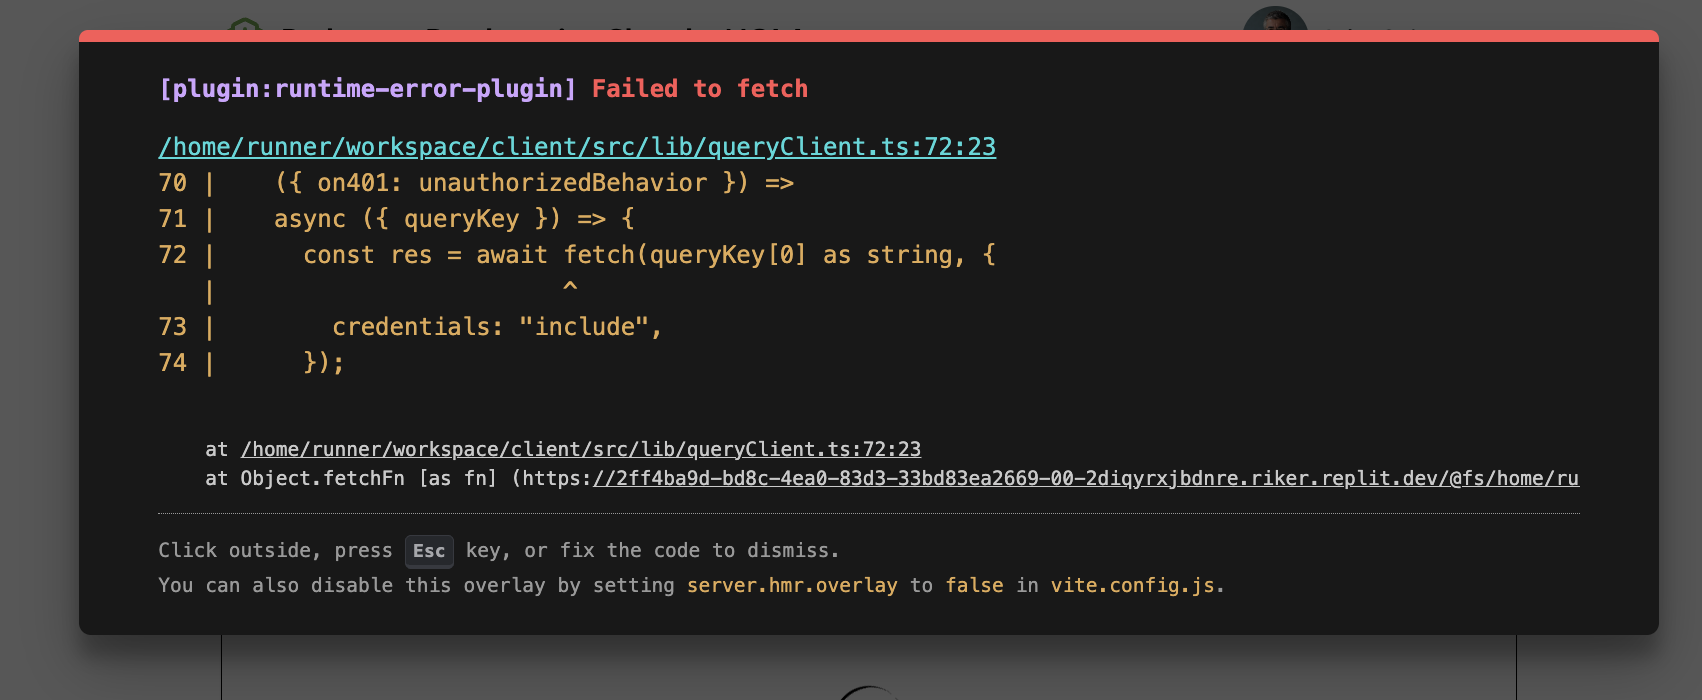 [plugin:runtime-error-plugin] Failed to fetch
/home/runner/workspace/client/src/lib/queryClient.ts:72:23
70 |    ({ on401: unauthorizedBehavior }) =>
71 |    async ({ queryKey }) => {
72 |      const res = await fetch(queryKey[0] as string, {
   |                        ^
73 |        credentials: "include",
74 |      });
at /home/runner/workspace/client/src/lib/queryClient.ts:72:23
at Object.fetchFn [as fn] (https://2ff4ba9d-bd8c-4ea0-83d3-33bd83ea2669-00-2diqyrxjbdnre.riker.replit.dev/@fs/home/ru
Click outside, press Esc key, or fix the code to dismiss.
You can also disable this overlay by setting server.hmr.overlay to false in vite.config.js.